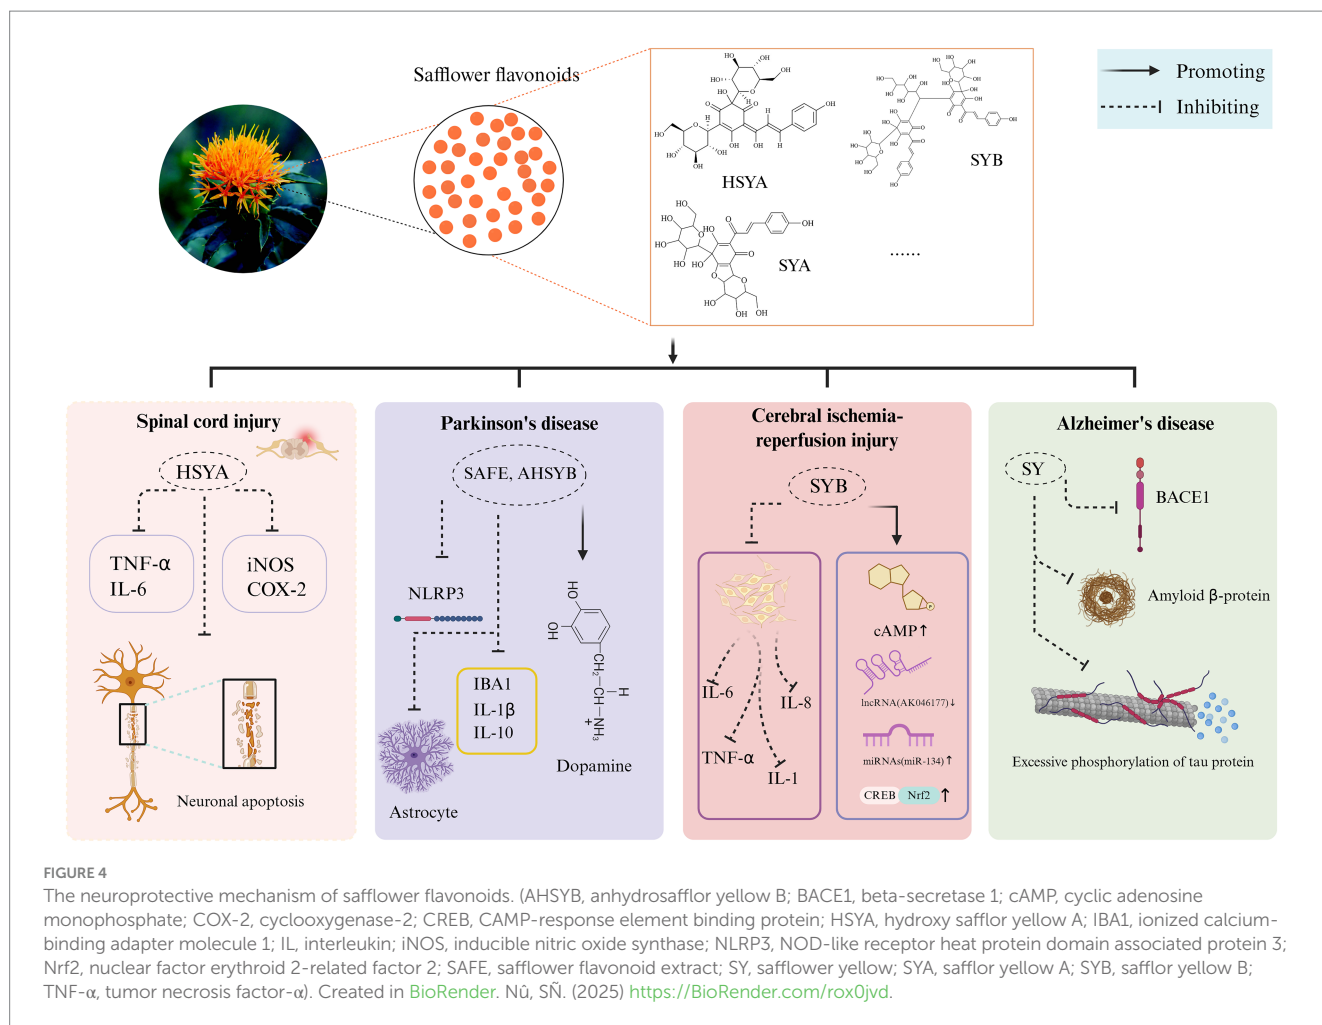 Safflower flavonoids
Promoting
Inhibiting
HSYA
SYB
SYA
......
Spinal cord injury
HSYA
TNF-α
IL-6
iNOS
COX-2
Neuronal apoptosis
Parkinson's disease
SAFE, AHSYB
NLRP3
IBA1
IL-1β
IL-10
Astrocyte
HO
OH
CH₂–CH–NH₃
H
+
Dopamine
Cerebral ischemia-
reperfusion injury
SYB
IL-6
TNF-α
IL-8
IL-1
P
cAMP↑
lncRNA(AK046177)↓
miRNAs(miR-134)↑
CREB Nrf2 ↑
Alzheimer's disease
SY
BACE1
Amyloid β-protein
Excessive phosphorylation of tau protein
FIGURE 4
The neuroprotective mechanism of safflower flavonoids. (AHSYB, anhydrosafflor yellow B; BACE1, beta-secretase 1; cAMP, cyclic adenosine
monophosphate; COX-2, cyclooxygenase-2; CREB, CAMP-response element binding protein; HSYA, hydroxy safflor yellow A; IBA1, ionized calcium-
binding adapter molecule 1; IL, interleukin; iNOS, inducible nitric oxide synthase; NLRP3, NOD-like receptor heat protein domain associated protein 3;
Nrf2, nuclear factor erythroid 2-related factor 2; SAFE, safflower flavonoid extract; SY, safflower yellow; SYA, safflor yellow A; SYB, safflor yellow B;
TNF-α, tumor necrosis factor-α). Created in BioRender. Nû, SÑ. (2025) https://BioRender.com/rox0jvd.